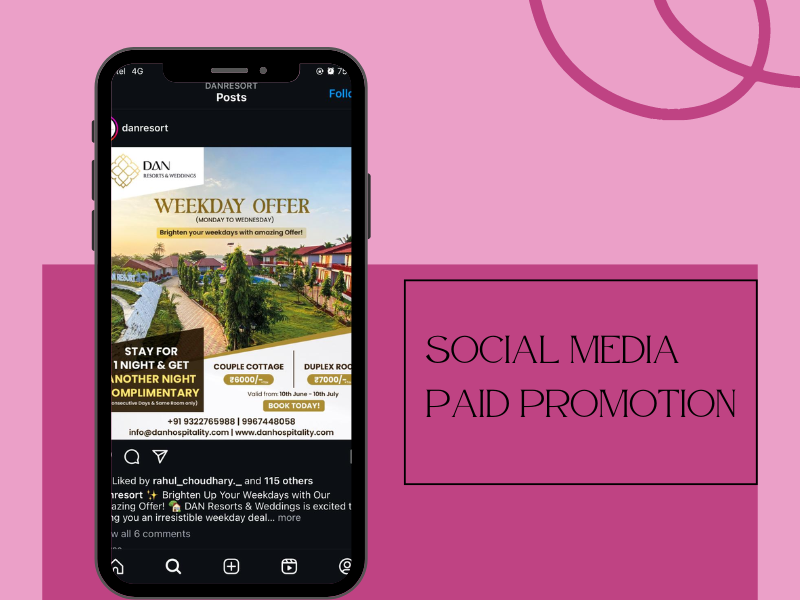 tel 4G
75
DANRESORT
Posts
Follo
danresort
DAN
RESORTS & WEDDINGS
WEEKDAY OFFER
(MONDAY TO WEDNESDAY)
Brighten your weekdays with amazing Offer!
STAY FOR
1 NIGHT & GET
ANOTHER NIGHT
COMPLIMENTARY
onsecutive Days & Same Room only)
COUPLE COTTAGE
₹6000/-
DUPLEX ROO
₹7000/-
Valid from: 10th June - 10th July
BOOK TODAY!
+91 9322765988 | 9967448058
info@danhospitality.com | www.danhospitality.com
Liked by rahul_choudhary._ and 115 others
nresort ✨ Brighten Up Your Weekdays with Our
azing Offer! 🏡 DAN Resorts & Weddings is excited t
ng you an irresistible weekday deal... more
w all 6 comments
SOCIAL MEDIA
PAID PROMOTION